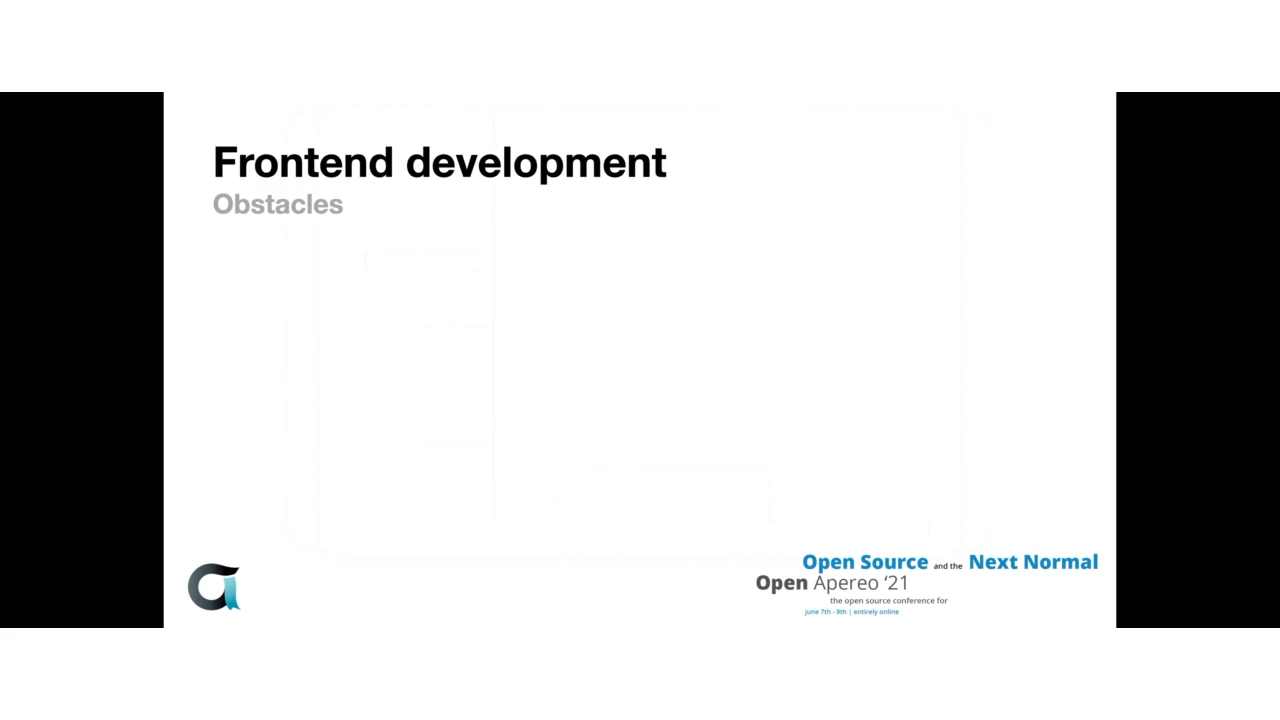 Frontend development
Obstacles
Open Source and the Next Normal
Open Apereo ‘21
the open source conference for
june 7th - 9th | entirely online